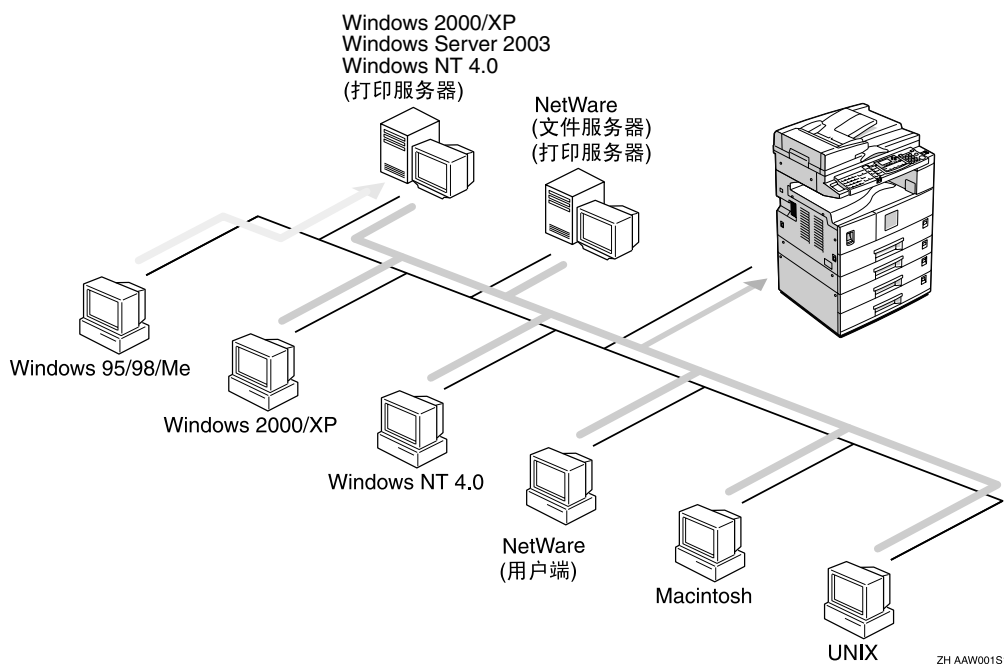 Windows 2000/XP
Windows Server 2003
Windows NT 4.0
(打印服务器)
NetWare
(文件服务器)
(打印服务器)
Windows 95/98/Me
Windows 2000/XP
Windows NT 4.0
NetWare
(用户端)
Macintosh
UNIX
ZH AAW001S